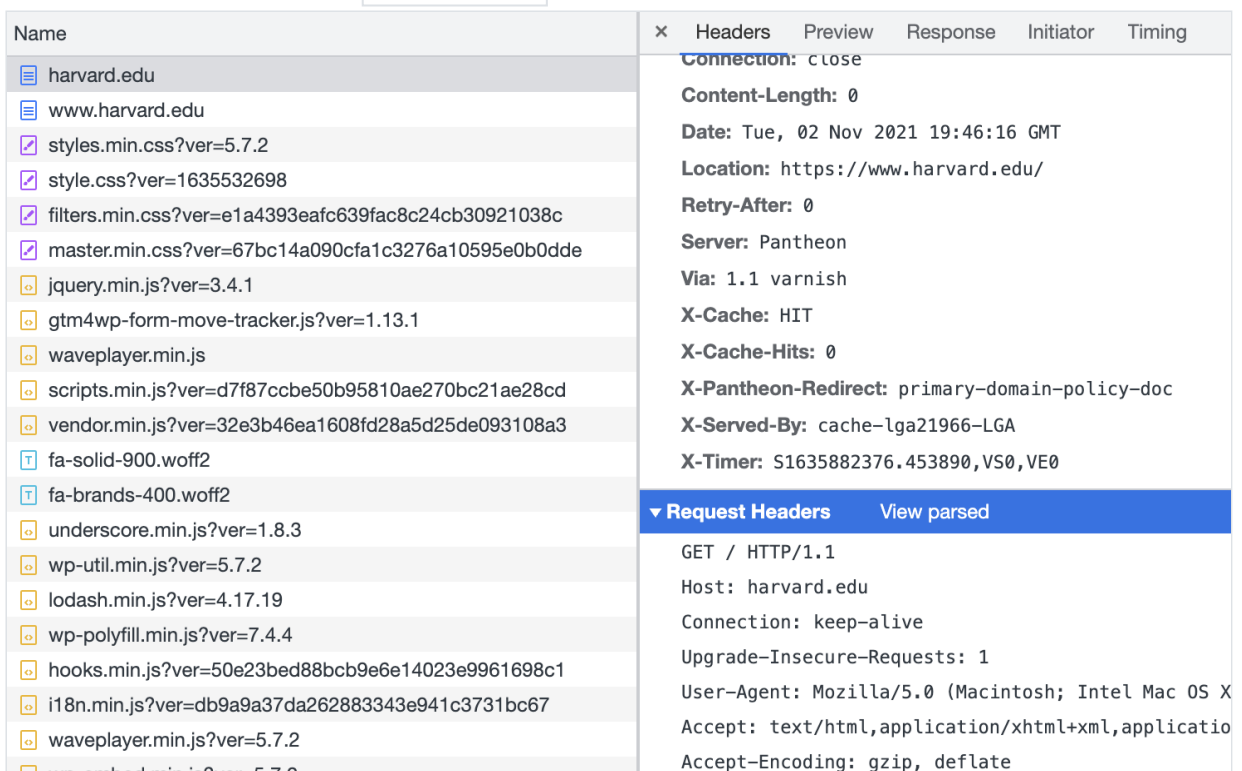 Name
harvard.edu
www.harvard.edu
styles.min.css?ver=5.7.2
style.css?ver=1635532698
filters.min.css?ver=e1a4393eafc639fac8c24cb30921038c
master.min.css?ver=67bc14a090cfa1c3276a10595e0b0dde
jquery.min.js?ver=3.4.1
gtm4wp-form-move-tracker.js?ver=1.13.1
waveplayer.min.js
scripts.min.js?ver=d7f87ccbe50b95810ae270bc21ae28cd
vendor.min.js?ver=32e3b46ea1608fd28a5d25de093108a3
fa-solid-900.woff2
fa-brands-400.woff2
underscore.min.js?ver=1.8.3
wp-util.min.js?ver=5.7.2
lodash.min.js?ver=4.17.19
wp-polyfill.min.js?ver=7.4.4
hooks.min.js?ver=50e23bed88bcb9e6e14023e9961698c1
i18n.min.js?ver=db9a9a37da262883343e941c3731bc67
waveplayer.min.js?ver=5.7.2
× Headers Preview Response Initiator Timing
Connection: close
Content-Length: 0
Date: Tue, 02 Nov 2021 19:46:16 GMT
Location: https://www.harvard.edu/
Retry-After: 0
Server: Pantheon
Via: 1.1 varnish
X-Cache: HIT
X-Cache-Hits: 0
X-Pantheon-Redirect: primary-domain-policy-doc
X-Served-By: cache-lga21966-LGA
X-Timer: S1635882376.453890,VS0,VE0
Request Headers View parsed
GET / HTTP/1.1
Host: harvard.edu
Connection: keep-alive
Upgrade-Insecure-Requests: 1
User-Agent: Mozilla/5.0 (Macintosh; Intel Mac OS X
Accept: text/html,application/xhtml+xml,applicatio
Accept-Encoding: gzip, deflate